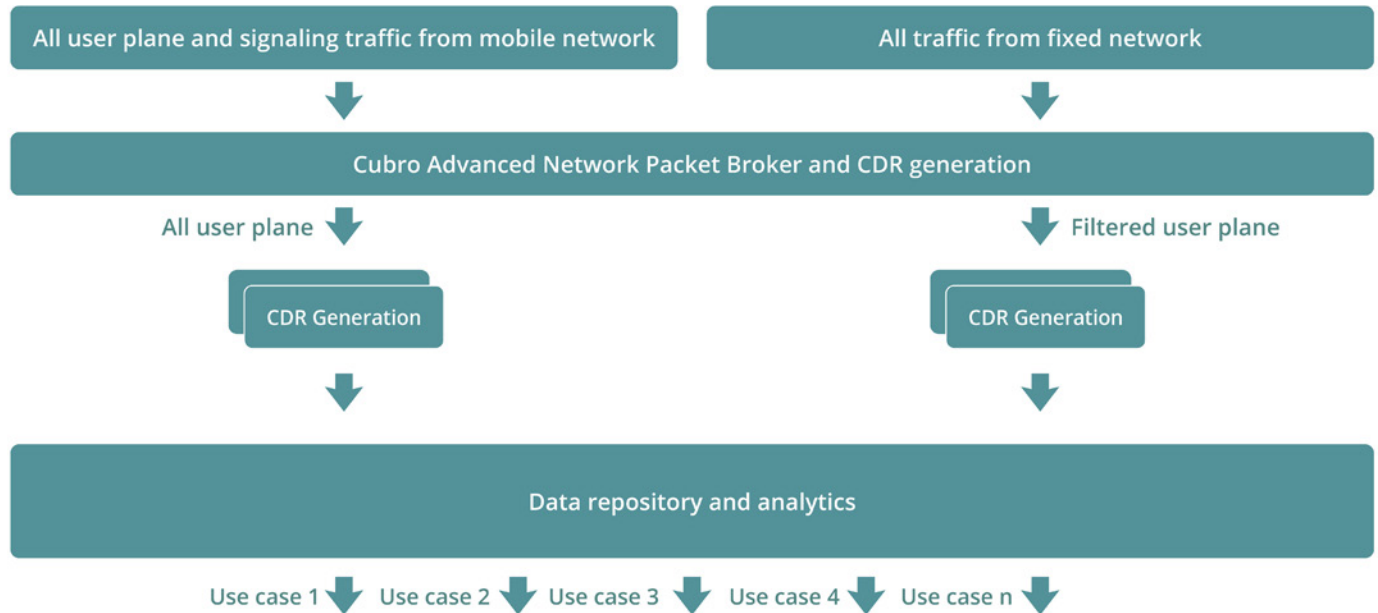 All user plane and signaling traffic from mobile network
All traffic from fixed network
Cubro Advanced Network Packet Broker and CDR generation
All user plane
Filtered user plane
CDR Generation
CDR Generation
Data repository and analytics
Use case 1
Use case 2
Use case 3
Use case 4
Use case n